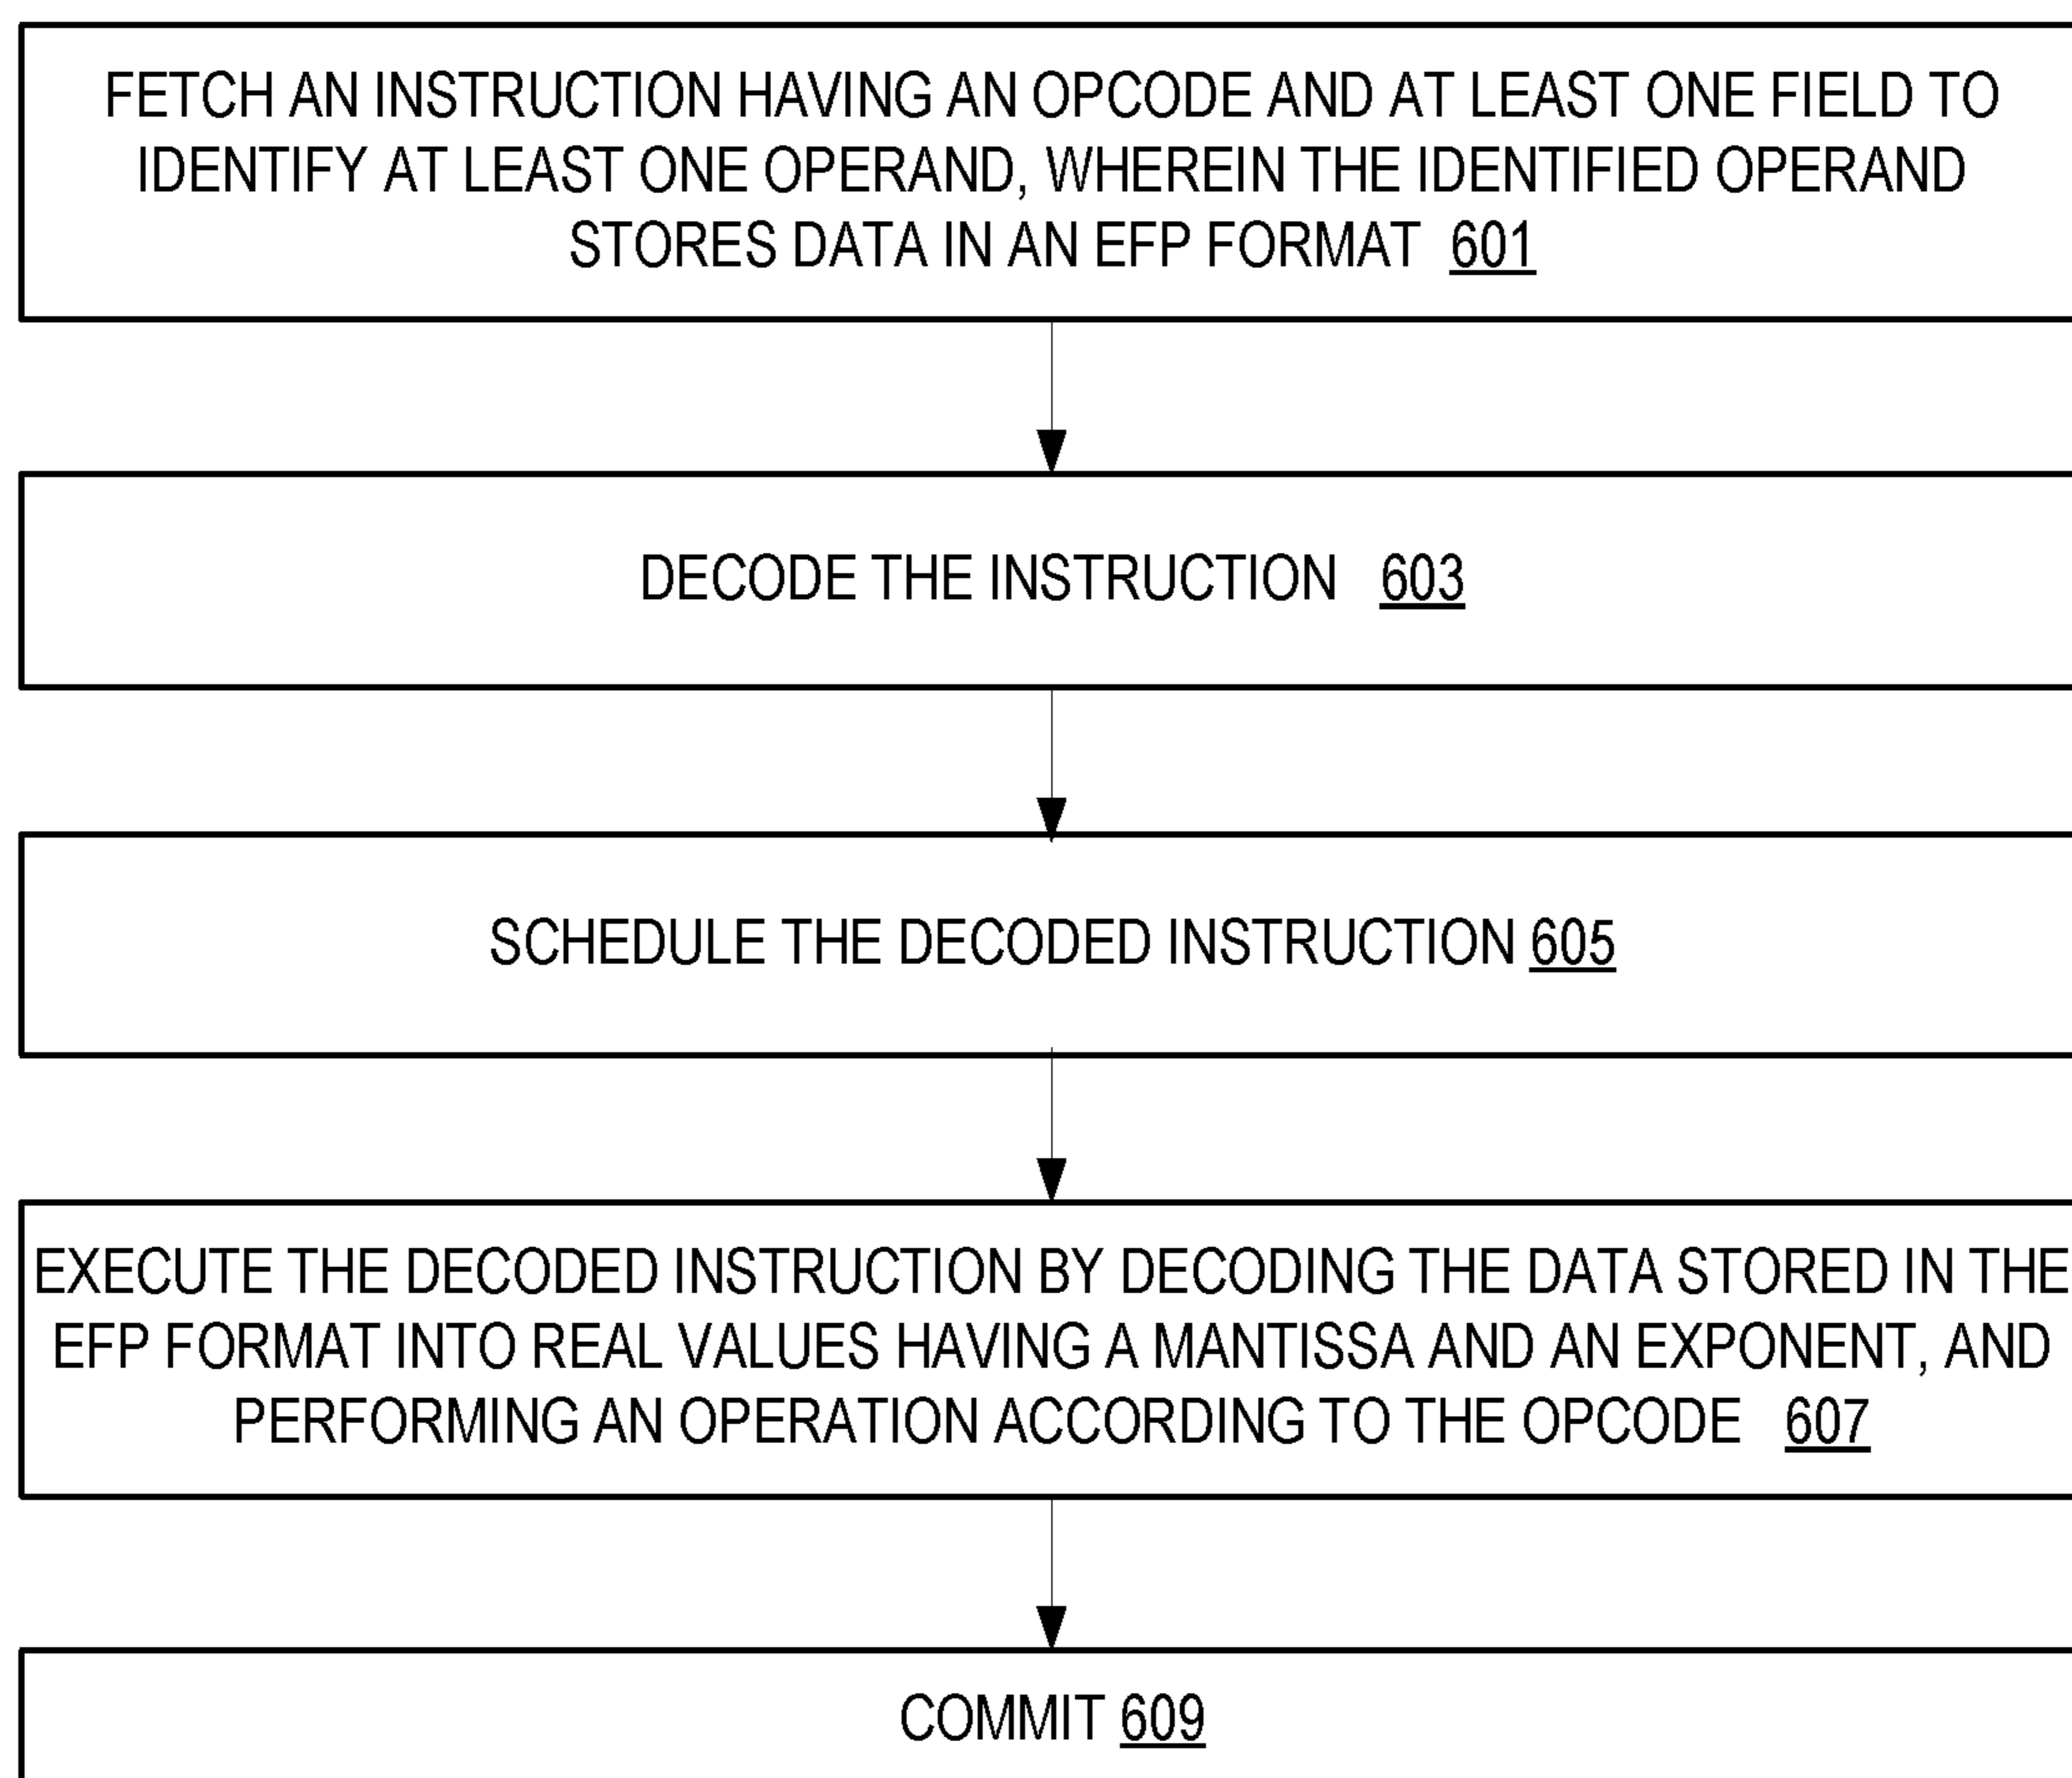 FETCH AN INSTRUCTION HAVING AN OPCODE AND AT LEAST ONE FIELD TO
IDENTIFY AT LEAST ONE OPERAND, WHEREIN THE IDENTIFIED OPERAND
STORES DATA IN AN EFP FORMAT 601
DECODE THE INSTRUCTION 603
SCHEDULE THE DECODED INSTRUCTION 605
EXECUTE THE DECODED INSTRUCTION BY DECODING THE DATA STORED IN THE
EFP FORMAT INTO REAL VALUES HAVING A MANTISSA AND AN EXPONENT, AND
PERFORMING AN OPERATION ACCORDING TO THE OPCODE 607
COMMIT 609